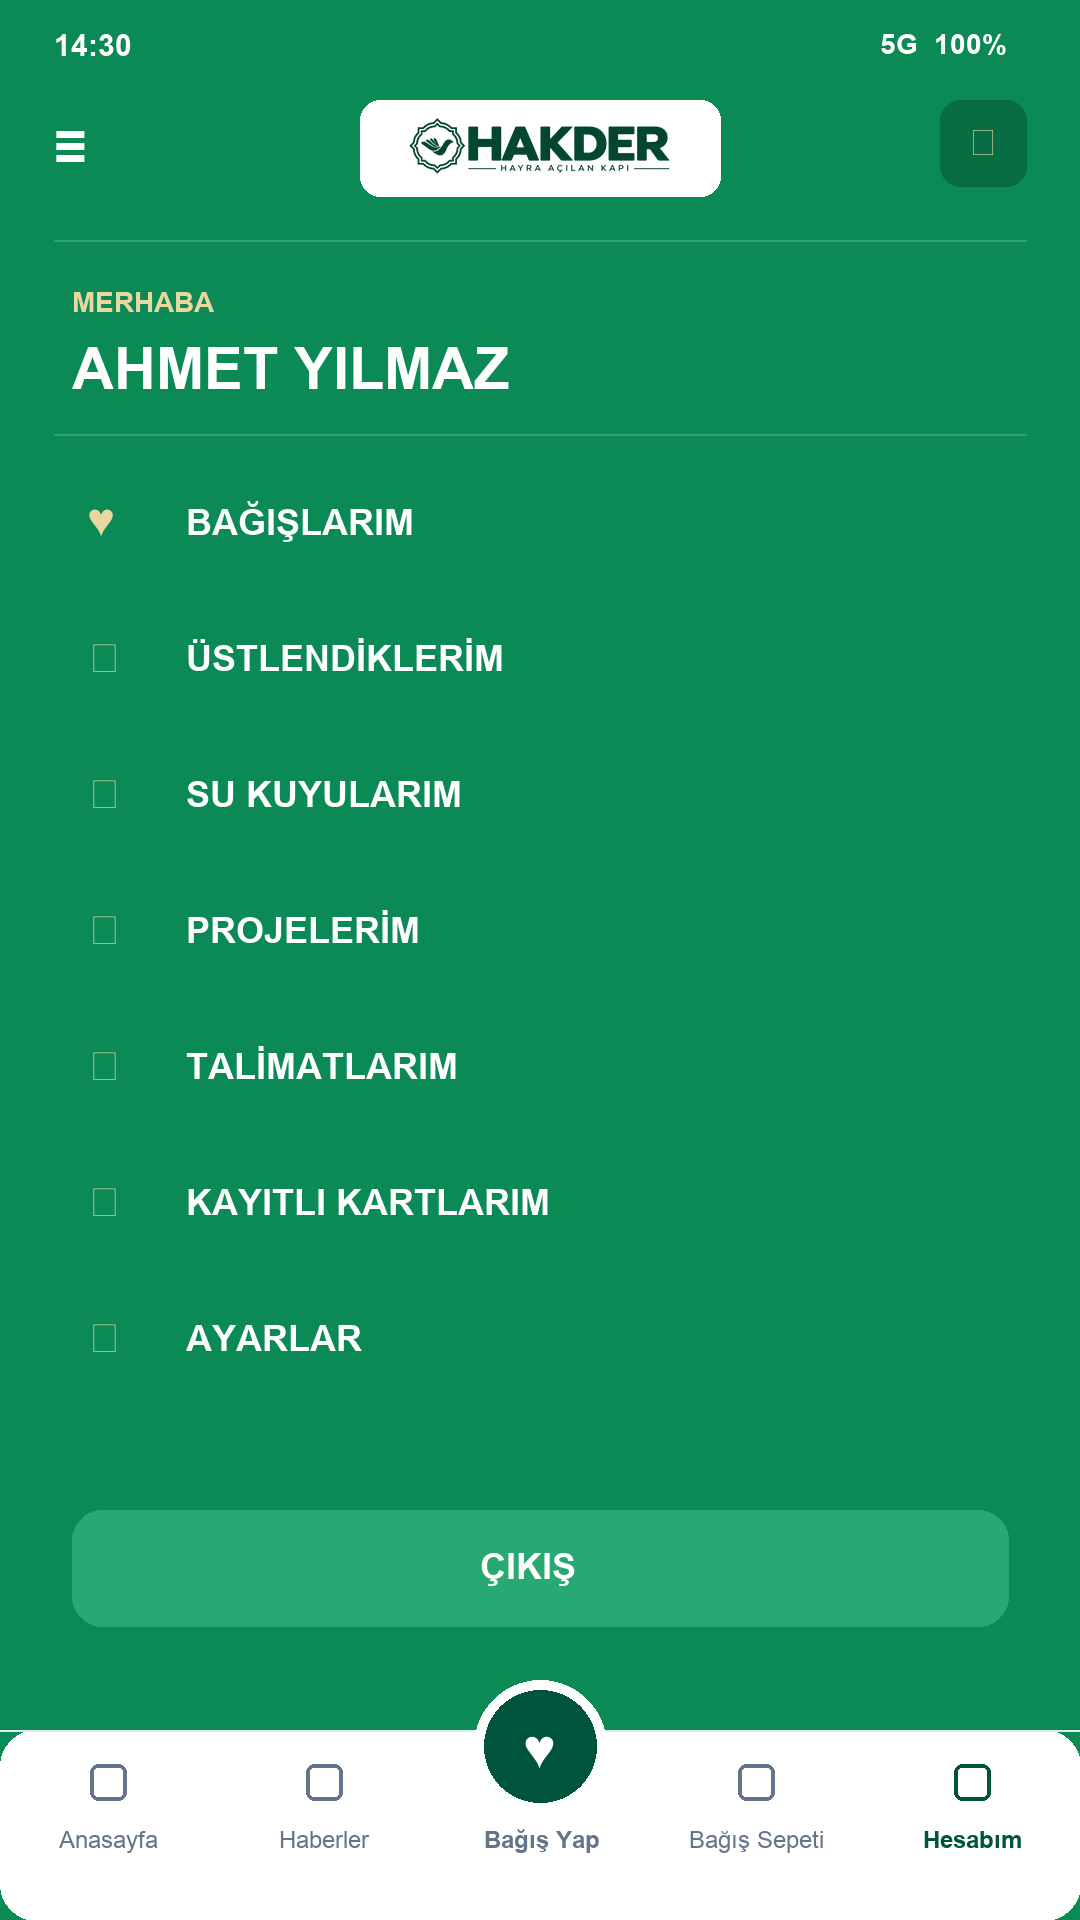 14:30
5G 100%
HAKDER
HAYRA AÇILAN KAPI
MERHABA
AHMET YILMAZ
BAĞIŞLARIM
ÜSTLENDİKLERİM
SU KUYULARIM
PROJELERİM
TALİMATLARIM
KAYITLI KARTLARIM
AYARLAR
ÇIKIŞ
Anasayfa
Haberler
Bağış Yap
Bağış Sepeti
Hesabım